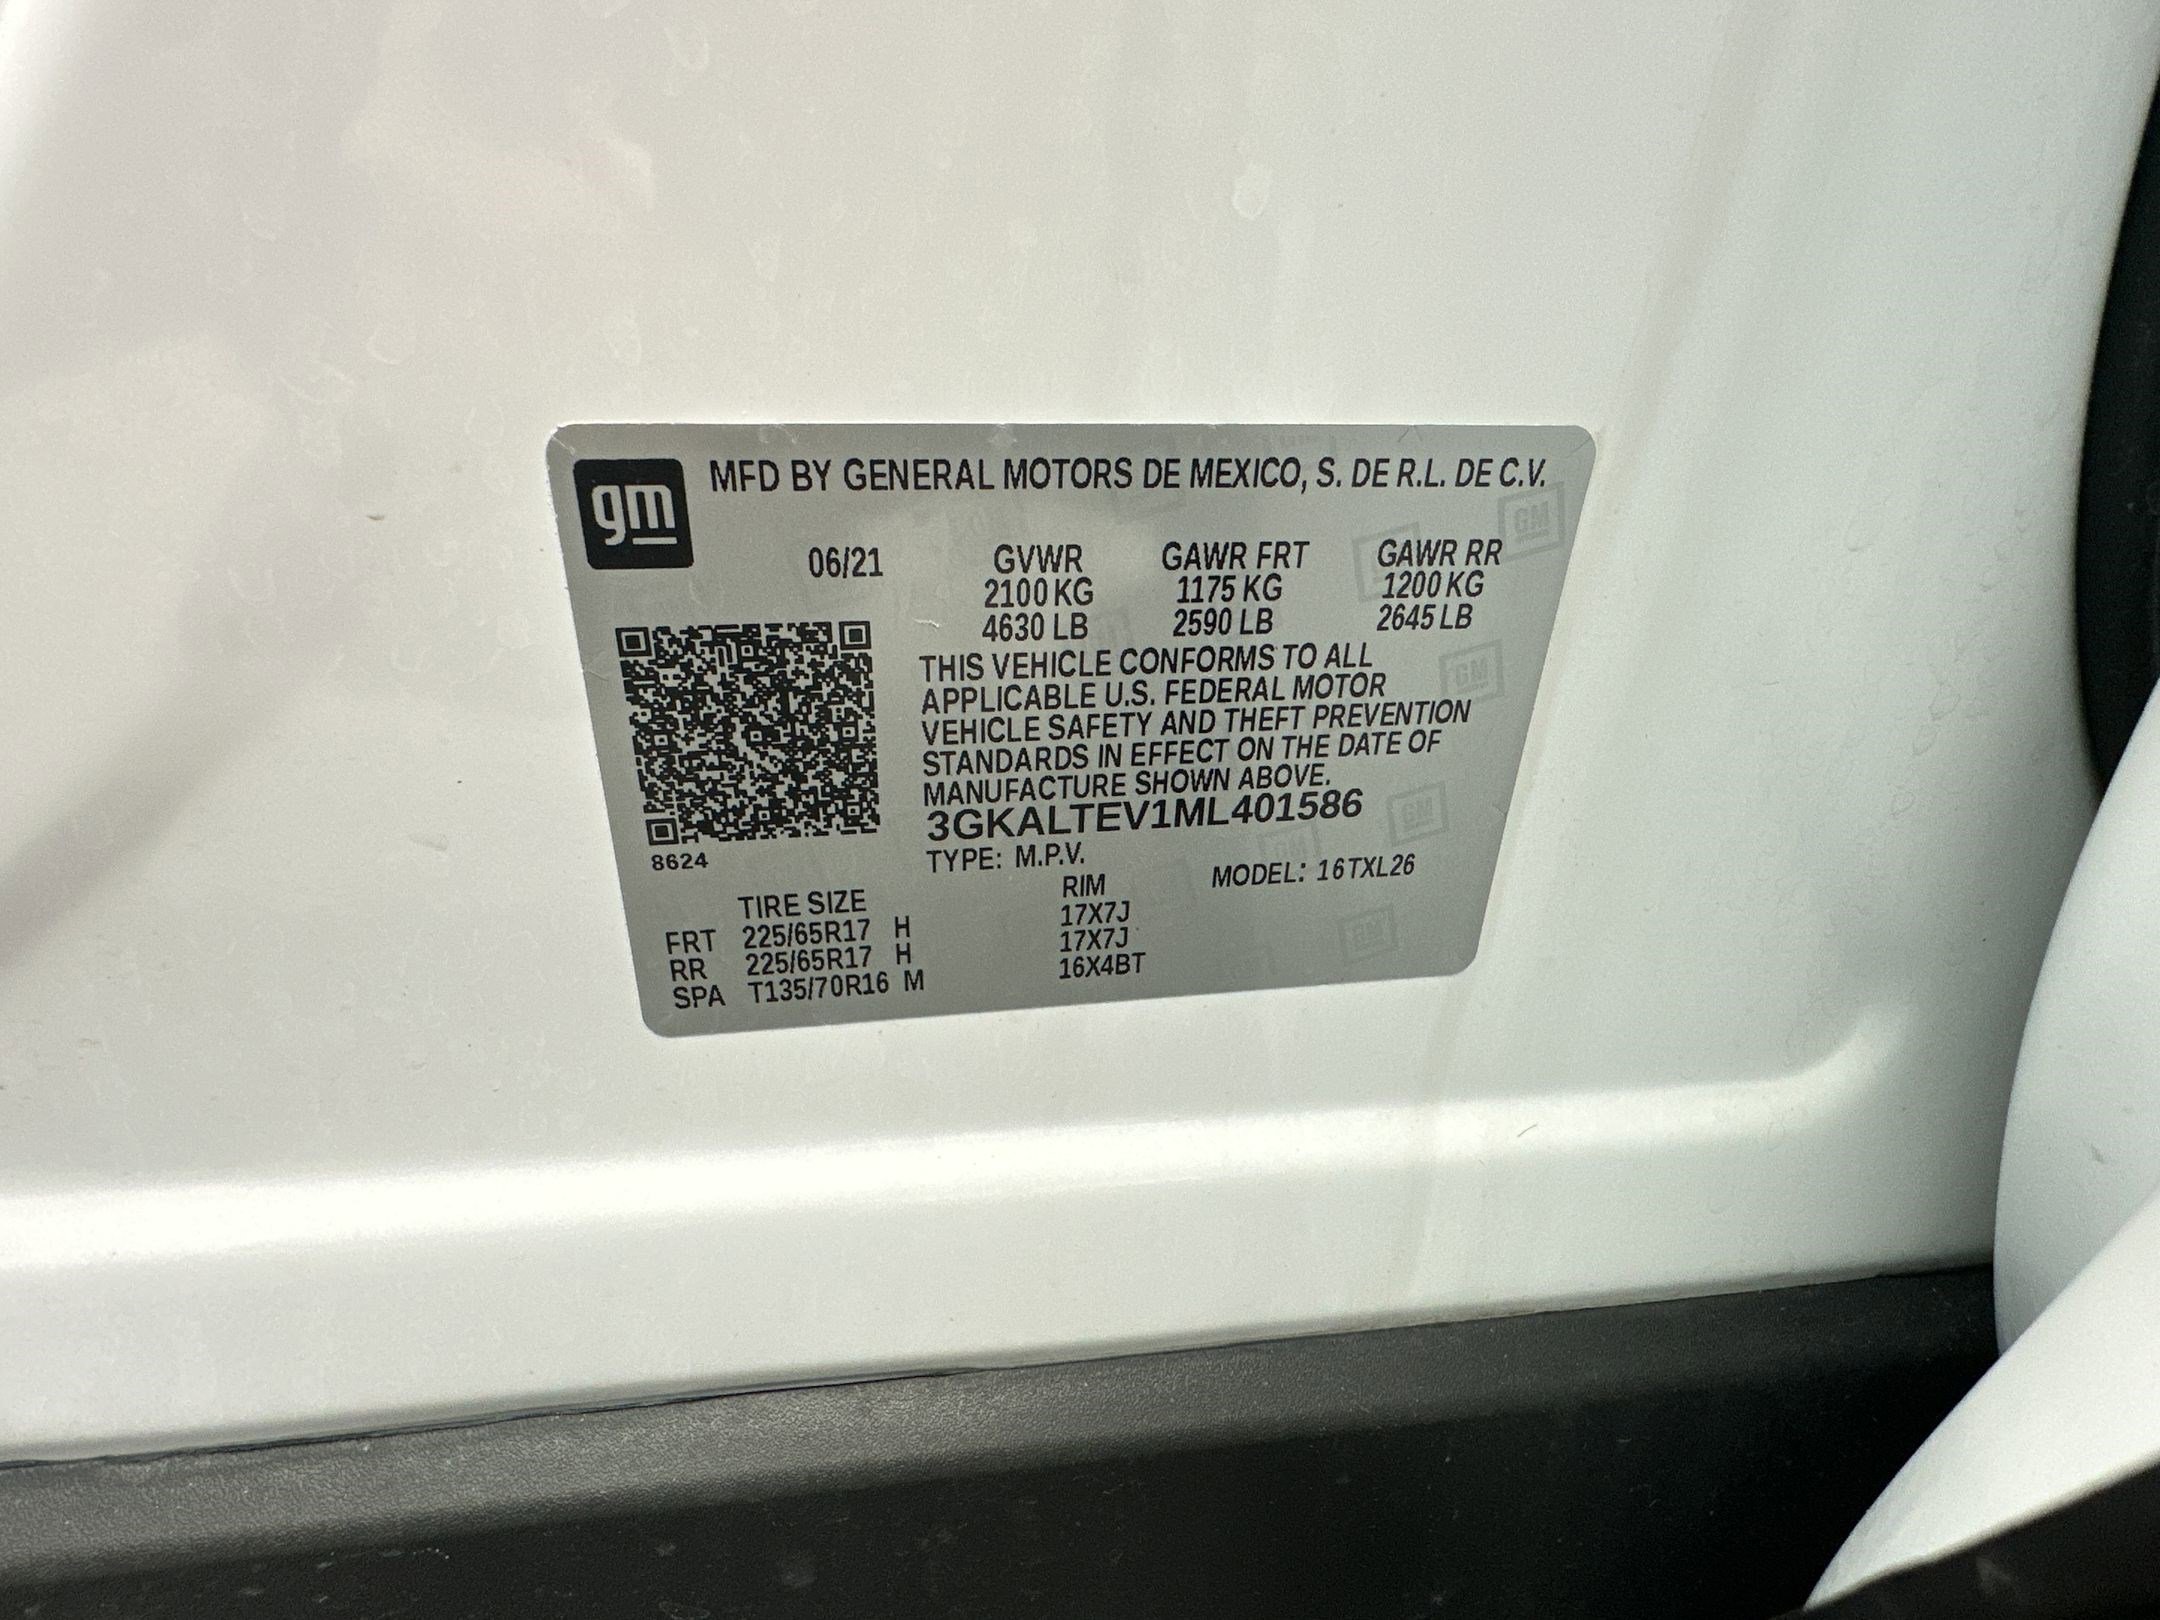 gm MFD BY GENERAL MOTORS DE MEXICO, S. DE R.L. DE C.V.
06/21 GVWR GAWR FRT GAWR RR
2100 KG 1175 KG 1200 KG
4630 LB 2590 LB 2645 LB
THIS VEHICLE CONFORMS TO ALL
APPLICABLE U.S. FEDERAL MOTOR
VEHICLE SAFETY AND THEFT PREVENTION
STANDARDS IN EFFECT ON THE DATE OF
MANUFACTURE SHOWN ABOVE.
3GKALTEV1ML401586
8624 TYPE: M.P.V. MODEL: 16TXL26
TIRE SIZE RIM
FRT 225/65R17 H 17X7J
RR 225/65R17 H 17X7J
SPA T135/70R16 M 16X4BT
GM
GM
GM